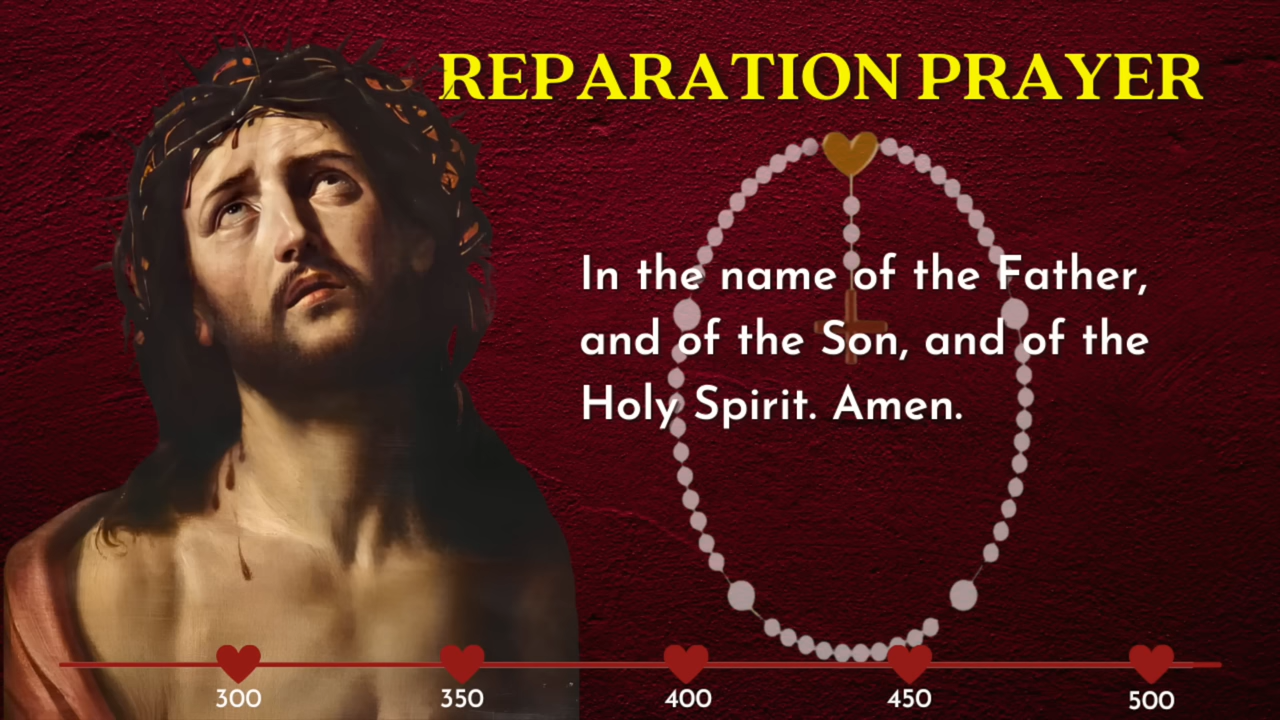 REPARATION PRAYER
In the name of the Father,
and of the Son, and of the
Holy Spirit. Amen.
300 350 400 450 500